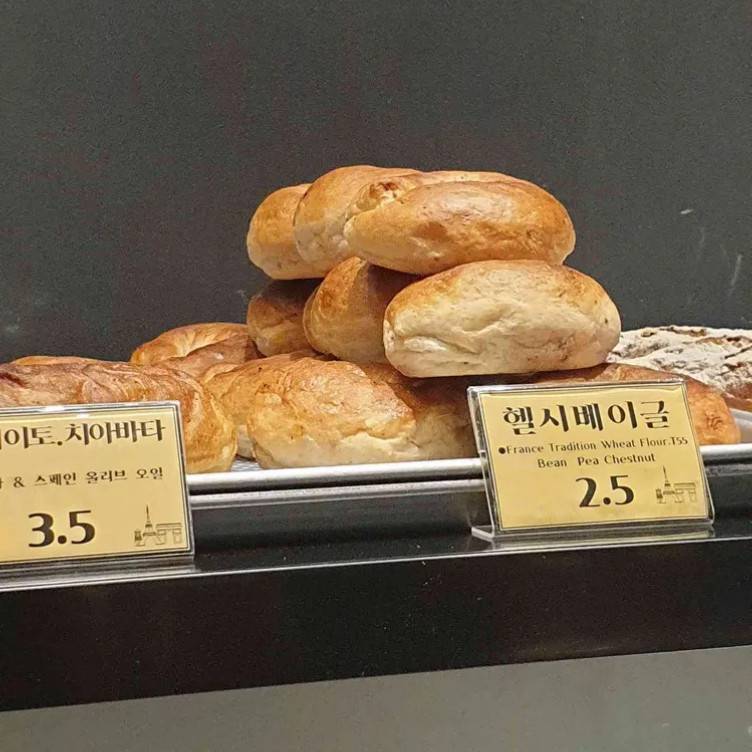 이토.치아바타
& 스페인 올리브 오일
3.5
헬시베이글
●France Tradition Wheat Flour.T55
Bean Pea Chestnut
2.5